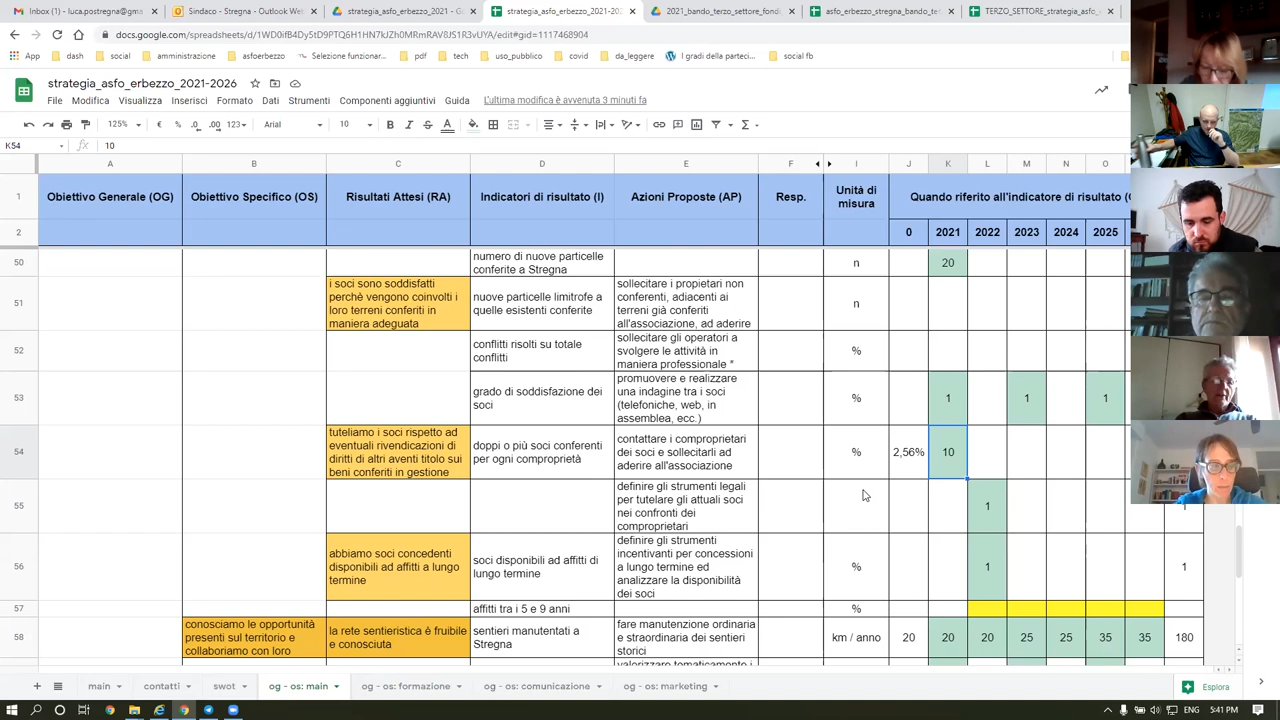 Inbox (1) - luca.postregna@gma
Sindaco - Stregna - Outlook Web
strategia_asfo_erbezzo_2021 - G
strategia_asfo_erbezzo_2021-202
2021_bando_terzo_settore_fondi_
asfo_erbezzo_stregna_bando_te
TERZO_SETTORE_strategia_asfo_e
docs.google.com/spreadsheets/d/1WD0ifB4Dy5tD9PTQ6H1HN7kJZh0MRmRAV8JS1R3vUYA/edit#gid=1117468904
App dash social amministrazione asfoerbezzo Selezione funzionar... pdf tech uso_pubblico covid da_leggere I gradi della parteci social fb
strategia_asfo_erbezzo_2021-2026
File Modifica Visualizza Inserisci Formato Dati Strumenti Componenti aggiuntivi Guida L'ultima modifica è avvenuta 3 minuti fa
125% € % .0 .00 123 Arial 10 B I S A
K54 fx 10
A B C D E F I J K L M N O
1 Obiettivo Generale (OG) Obiettivo Specifico (OS) Risultati Attesi (RA) Indicatori di risultato (I) Azioni Proposte (AP) Resp. Unità di misura Quando riferito all'indicatore di risultato (
2 0 2021 2022 2023 2024 2025
50 numero di nuove particelle conferite a Stregna n 20
51 i soci sono soddisfatti perchè vengono coinvolti i loro terreni conferiti in maniera adeguata nuove particelle limitrofe a quelle esistenti conferite sollecitare i propietari non conferenti, adiacenti ai terreni già conferiti all'associazione, ad aderire n
52 conflitti risolti su totale conflitti sollecitare gli operatori a svolgere le attività in maniera professionale * %
53 grado di soddisfazione dei soci promuovere e realizzare una indagine tra i soci (telefoniche, web, in assemblea, ecc.) % 1 1 1
54 tuteliamo i soci rispetto ad eventuali rivendicazioni di diritti di altri aventi titolo sui beni conferiti in gestione doppi o più soci conferenti per ogni comproprietà contattare i comproprietari dei soci e sollecitarli ad aderire all'associazione % 2,56% 10
55 definire gli strumenti legali per tutelare gli attuali soci nei confronti dei comproprietari 1 1
56 abbiamo soci concedenti disponibili ad affitti a lungo termine soci disponibili ad affitti di lungo termine definire gli strumenti incentivanti per concessioni a lungo termine ed analizzare la disponibilità dei soci % 1 1
57 affitti tra i 5 e 9 anni %
58 conosciamo le opportunità presenti sul territorio e collaboriamo con loro la rete sentieristica è fruibile e conosciuta sentieri manutentati a Stregna fare manutenzione ordinaria e straordinaria dei sentieri storici km / anno 20 20 20 25 25 35 35 180
valorizzare tematicamente i
main contatti swot og - os: main og - os: formazione og - os: comunicazione og - os: marketing Esplora
ENG 5:41 PM